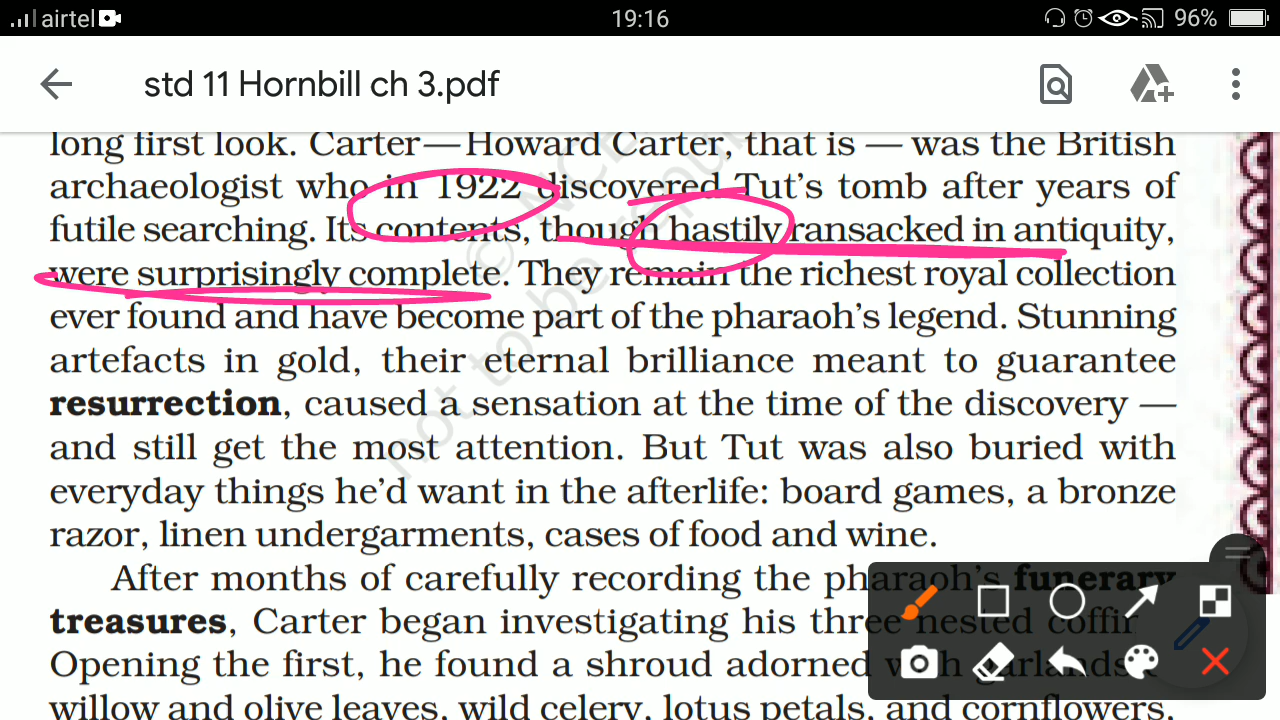 airtel 19:16 96%
std 11 Hornbill ch 3.pdf
long first look. Carter—Howard Carter, that is — was the British
archaeologist who in 1922 discovered Tut's tomb after years of
futile searching. Its contents, though hastily ransacked in antiquity,
were surprisingly complete. They remain the richest royal collection
ever found and have become part of the pharaoh's legend. Stunning
artefacts in gold, their eternal brilliance meant to guarantee
resurrection, caused a sensation at the time of the discovery —
and still get the most attention. But Tut was also buried with
everyday things he'd want in the afterlife: board games, a bronze
razor, linen undergarments, cases of food and wine.
After months of carefully recording the pharaoh's funerary
treasures, Carter began investigating his three nested coffin
Opening the first, he found a shroud adorned with garlands
willow and olive leaves, wild celery, lotus petals, and cornflowers,
not to be